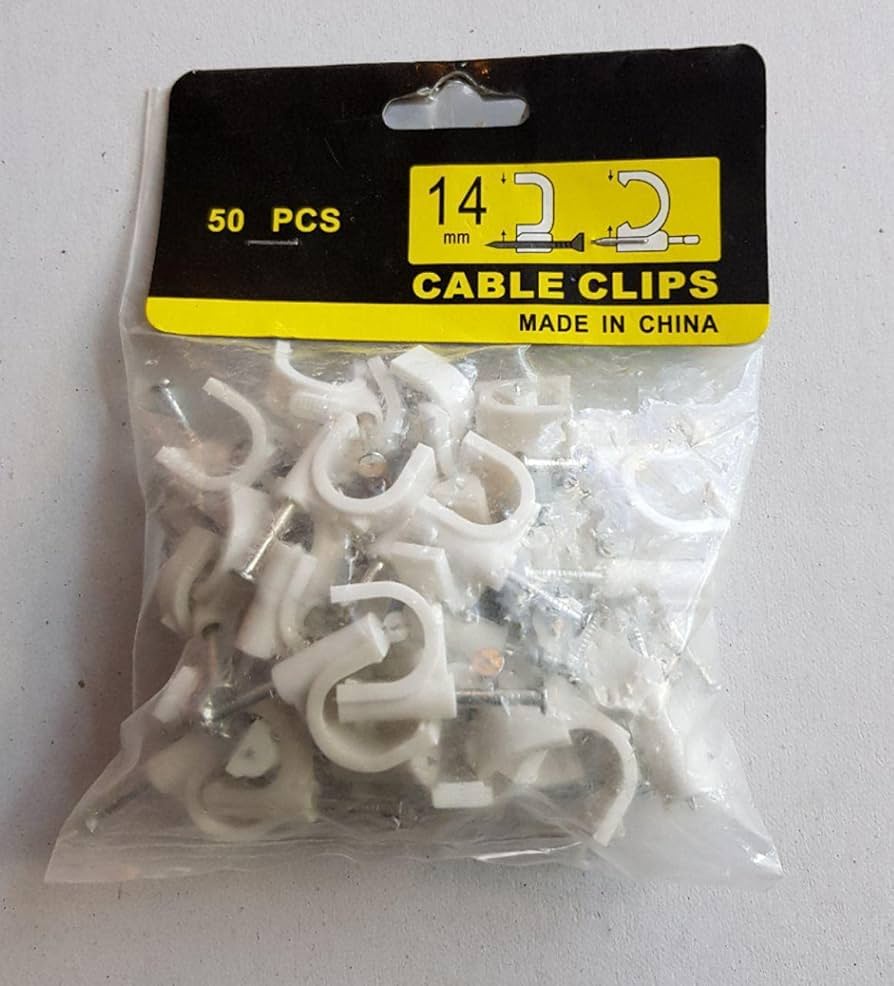 50 PCS
14
mm
CABLE CLIPS
MADE IN CHINA